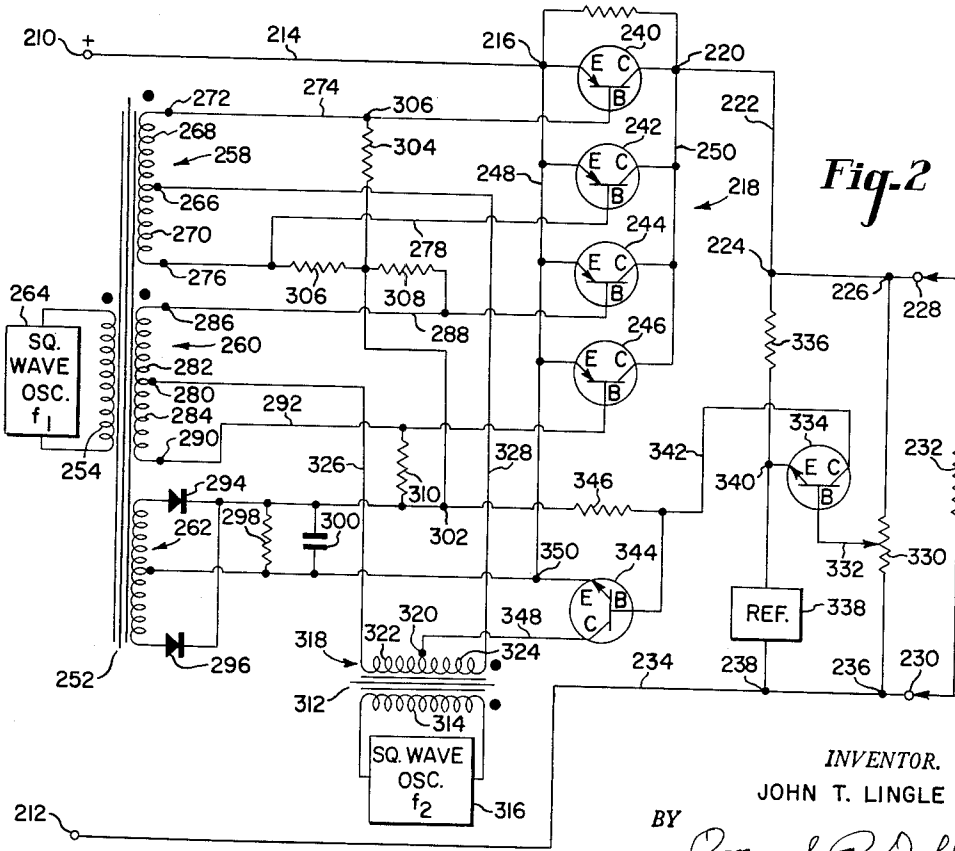 210 + 214 216 240 220
E C B
272 274 306
268 258 304 242 222
E C B
248 250
Fig-2
266 218
270 278 244
E C B
276 306 308 224 226 228
264 286 288 246
E C B
SQ. WAVE OSC. f1
260 282 280 336
284 292 334
254 290 326 328 342 232
294 310 346 340 E C B
262 298 300 302 332 330
350 344
E B C
REF. 338
296 320 348
318 322 324 234 238 236 230
252 312 314
SQ. WAVE OSC. f2
316
212
INVENTOR.
JOHN T. LINGLE
BY